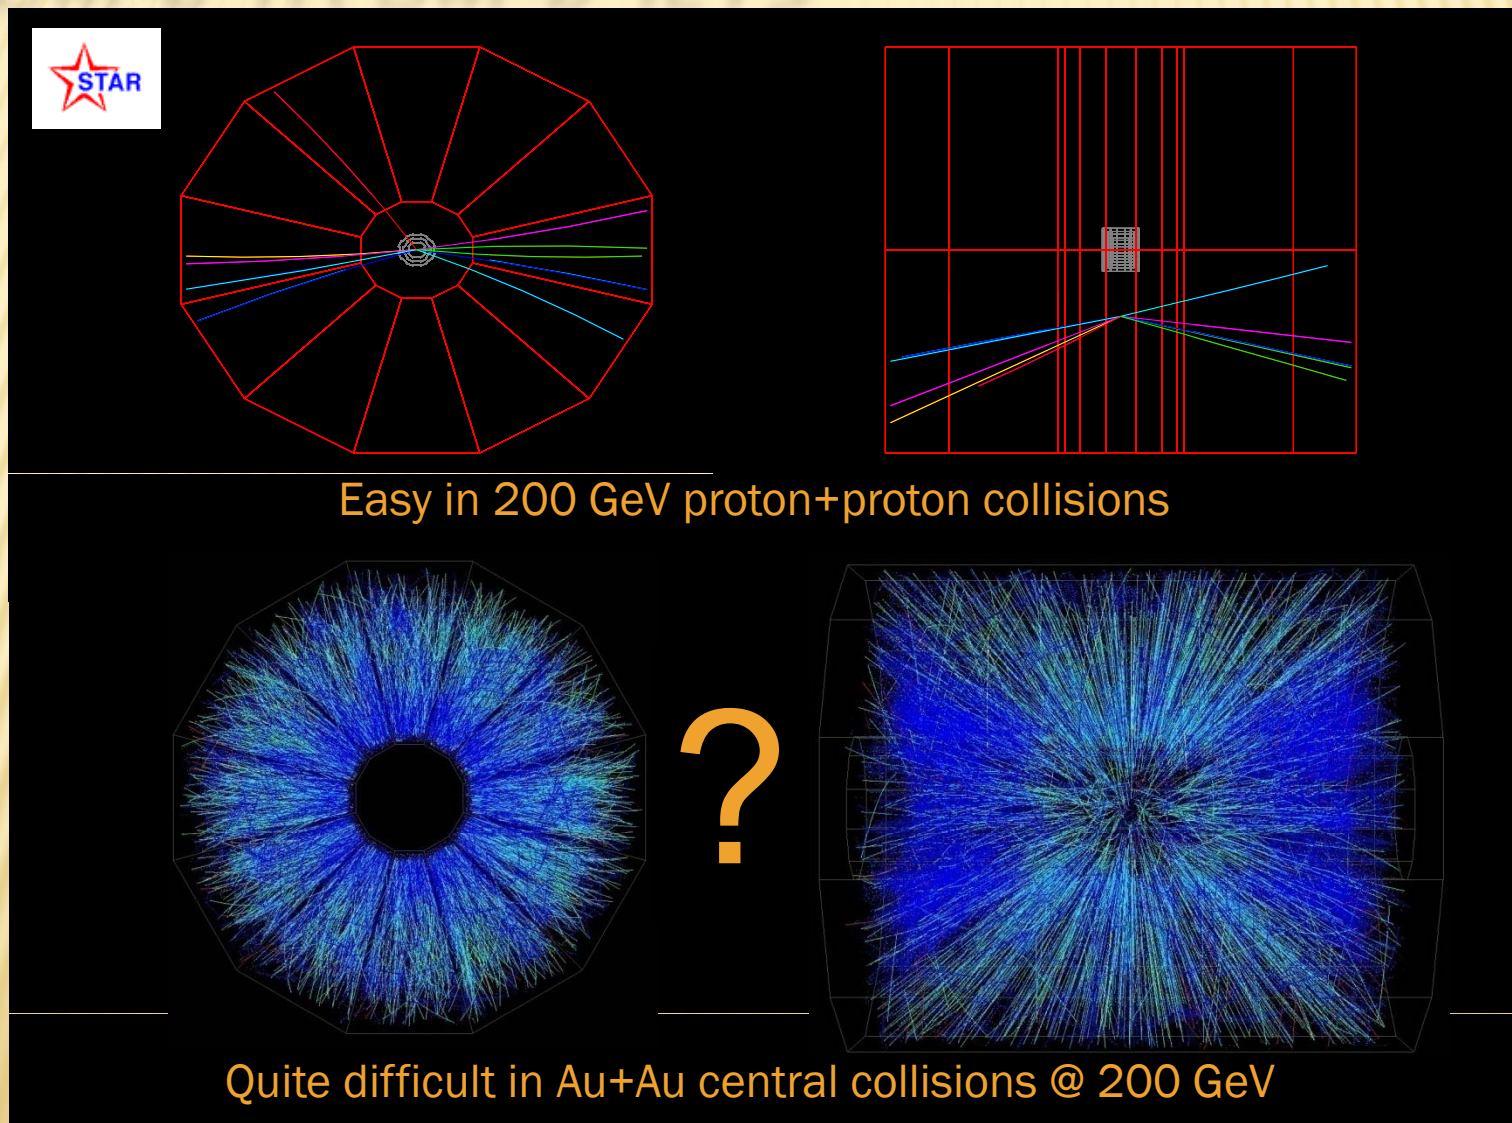 STAR
Easy in 200 GeV proton+proton collisions
?
Quite difficult in Au+Au central collisions @ 200 GeV